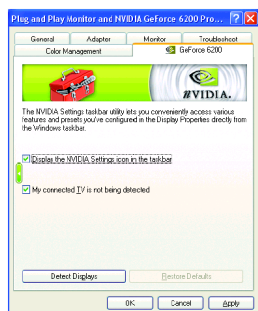 Plug and Play Monitor and NVIDIA GeForce 6200 Pro...
General Adapter Monitor Troubleshoot
Color Management GeForce 6200
NVIDIA.
The NVIDIA Settings taskbar utility lets you conveniently access various
features and presets you've configured in the Display Properties directly from
the Windows taskbar.
Display the NVIDIA Settings icon in the taskbar
My connected TV is not being detected
Detect Displays Restore Defaults
OK Cancel Apply